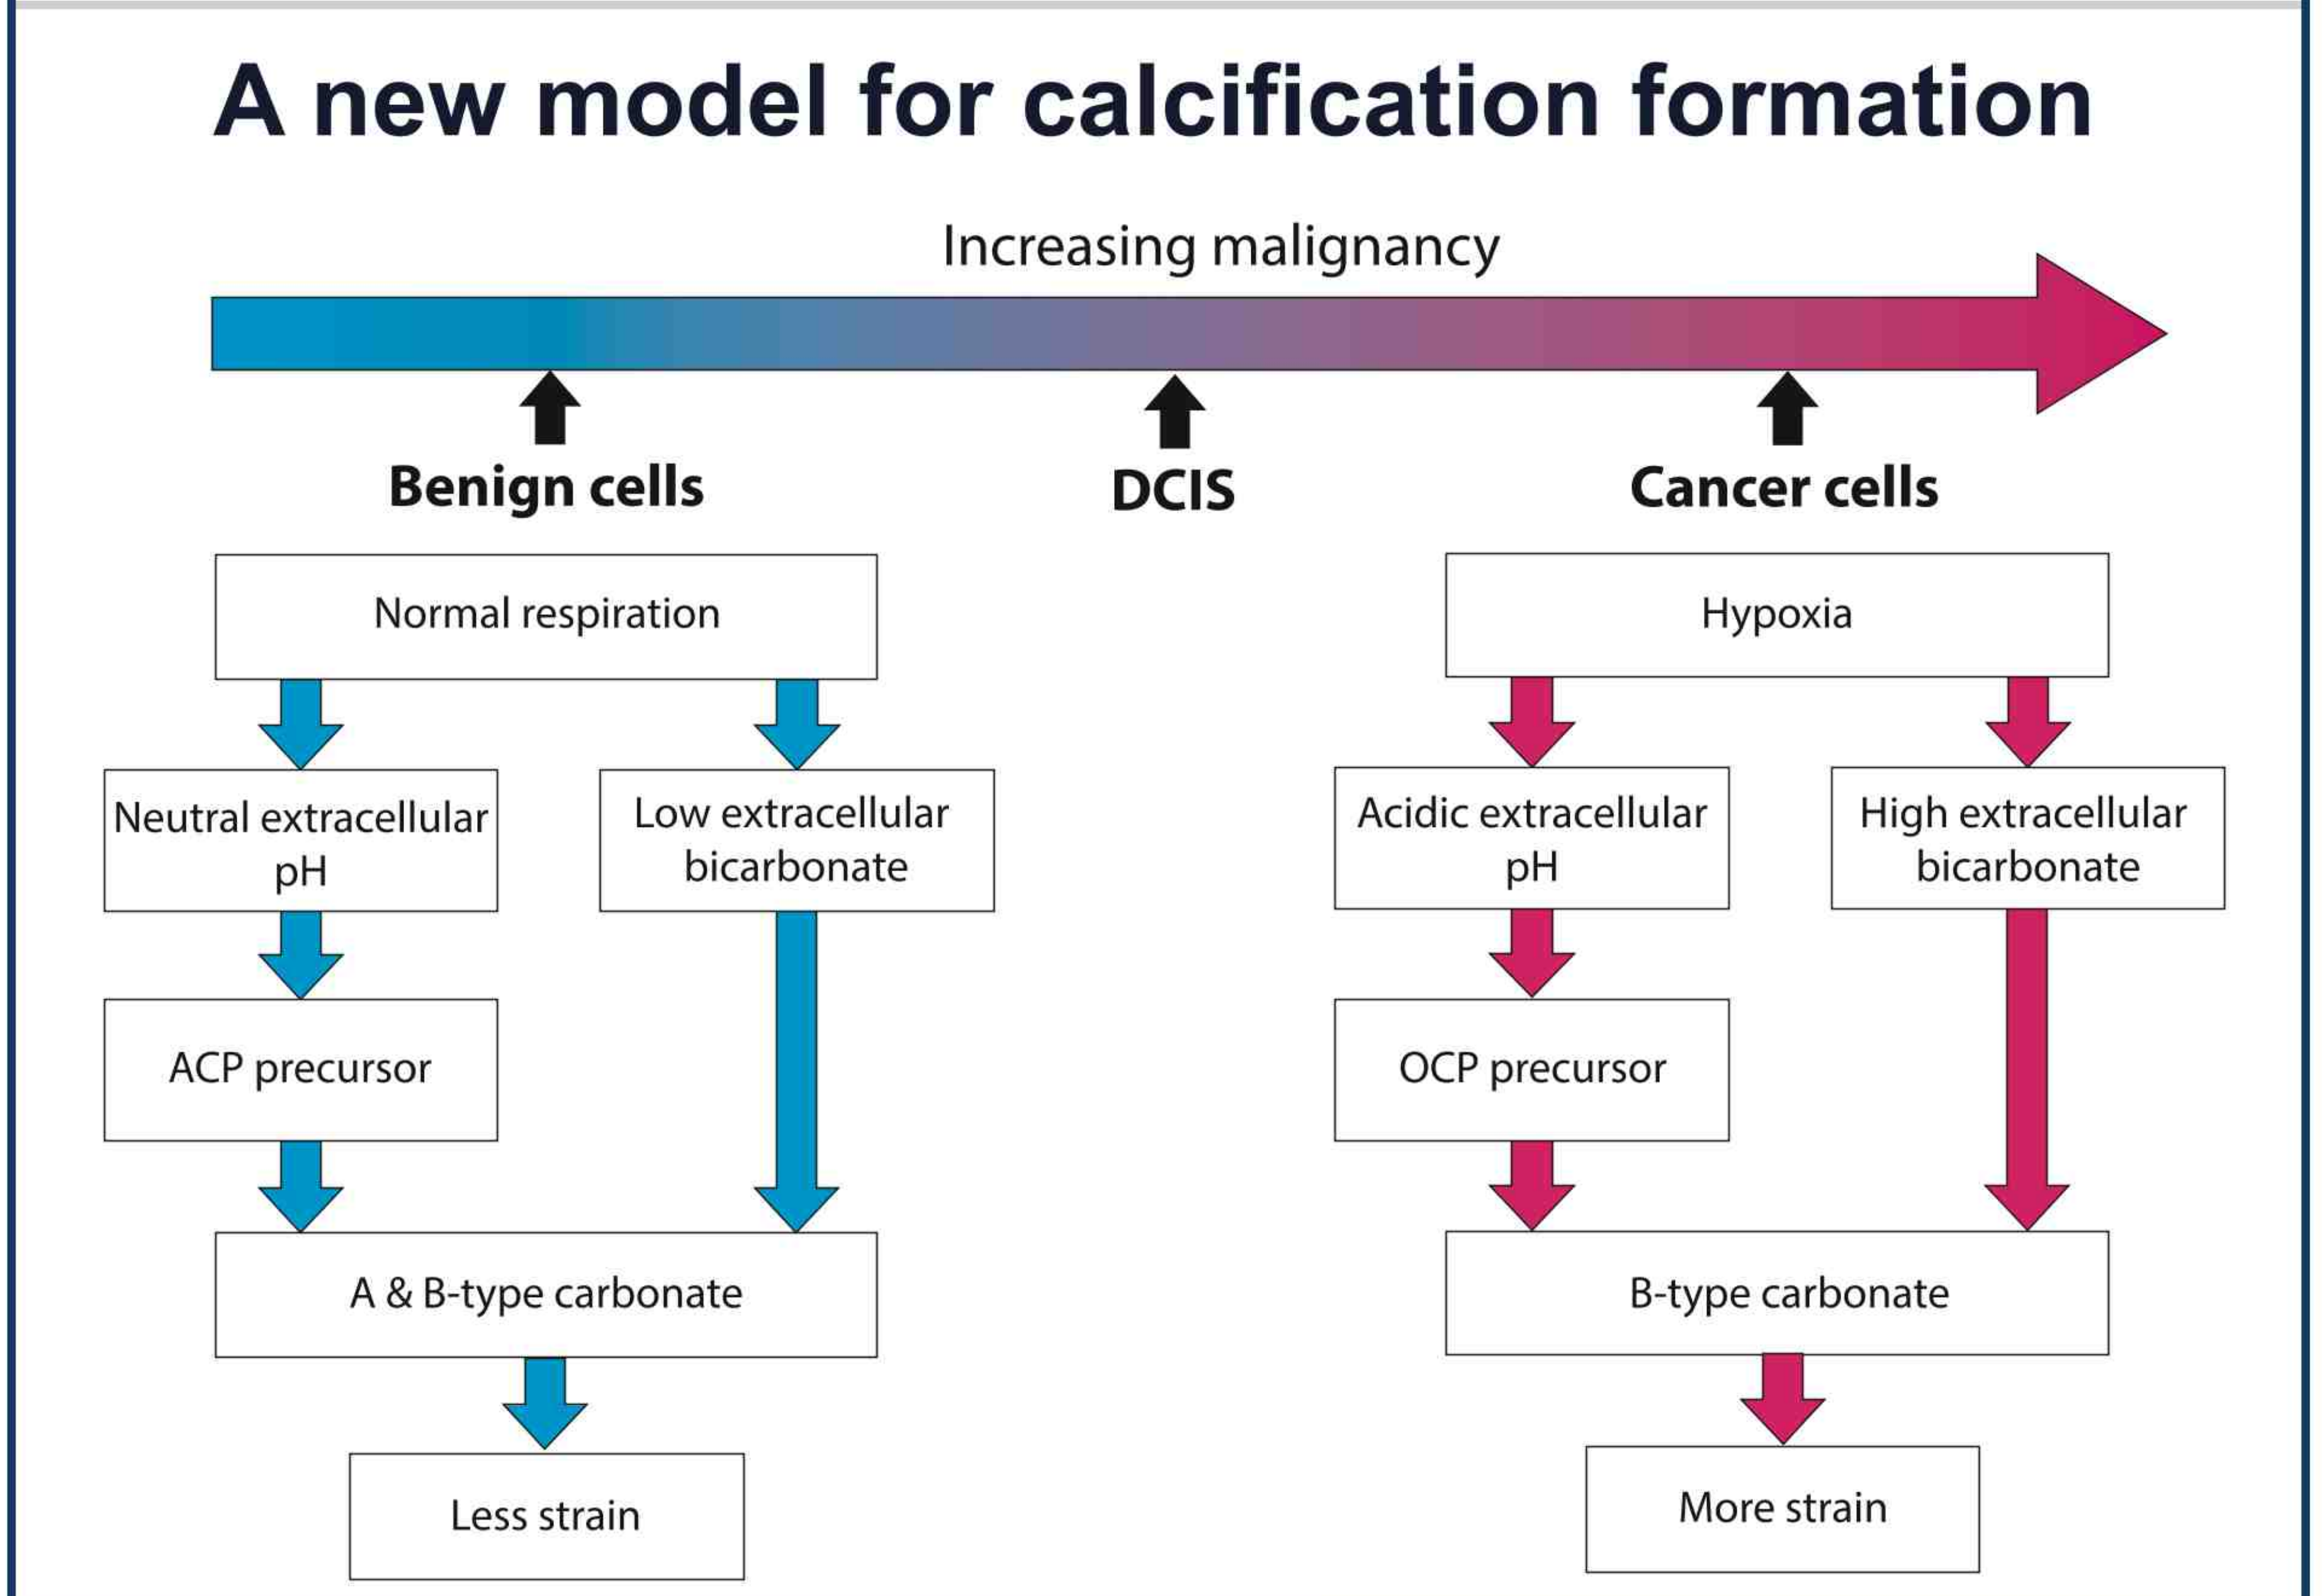 A new model for calcification formation
Increasing malignancy
Benign cells
DCIS
Cancer cells
Normal respiration
Hypoxia
Neutral extracellular
pH
Low extracellular
bicarbonate
Acidic extracellular
pH
High extracellular
bicarbonate
ACP precursor
OCP precursor
A & B-type carbonate
B-type carbonate
Less strain
More strain